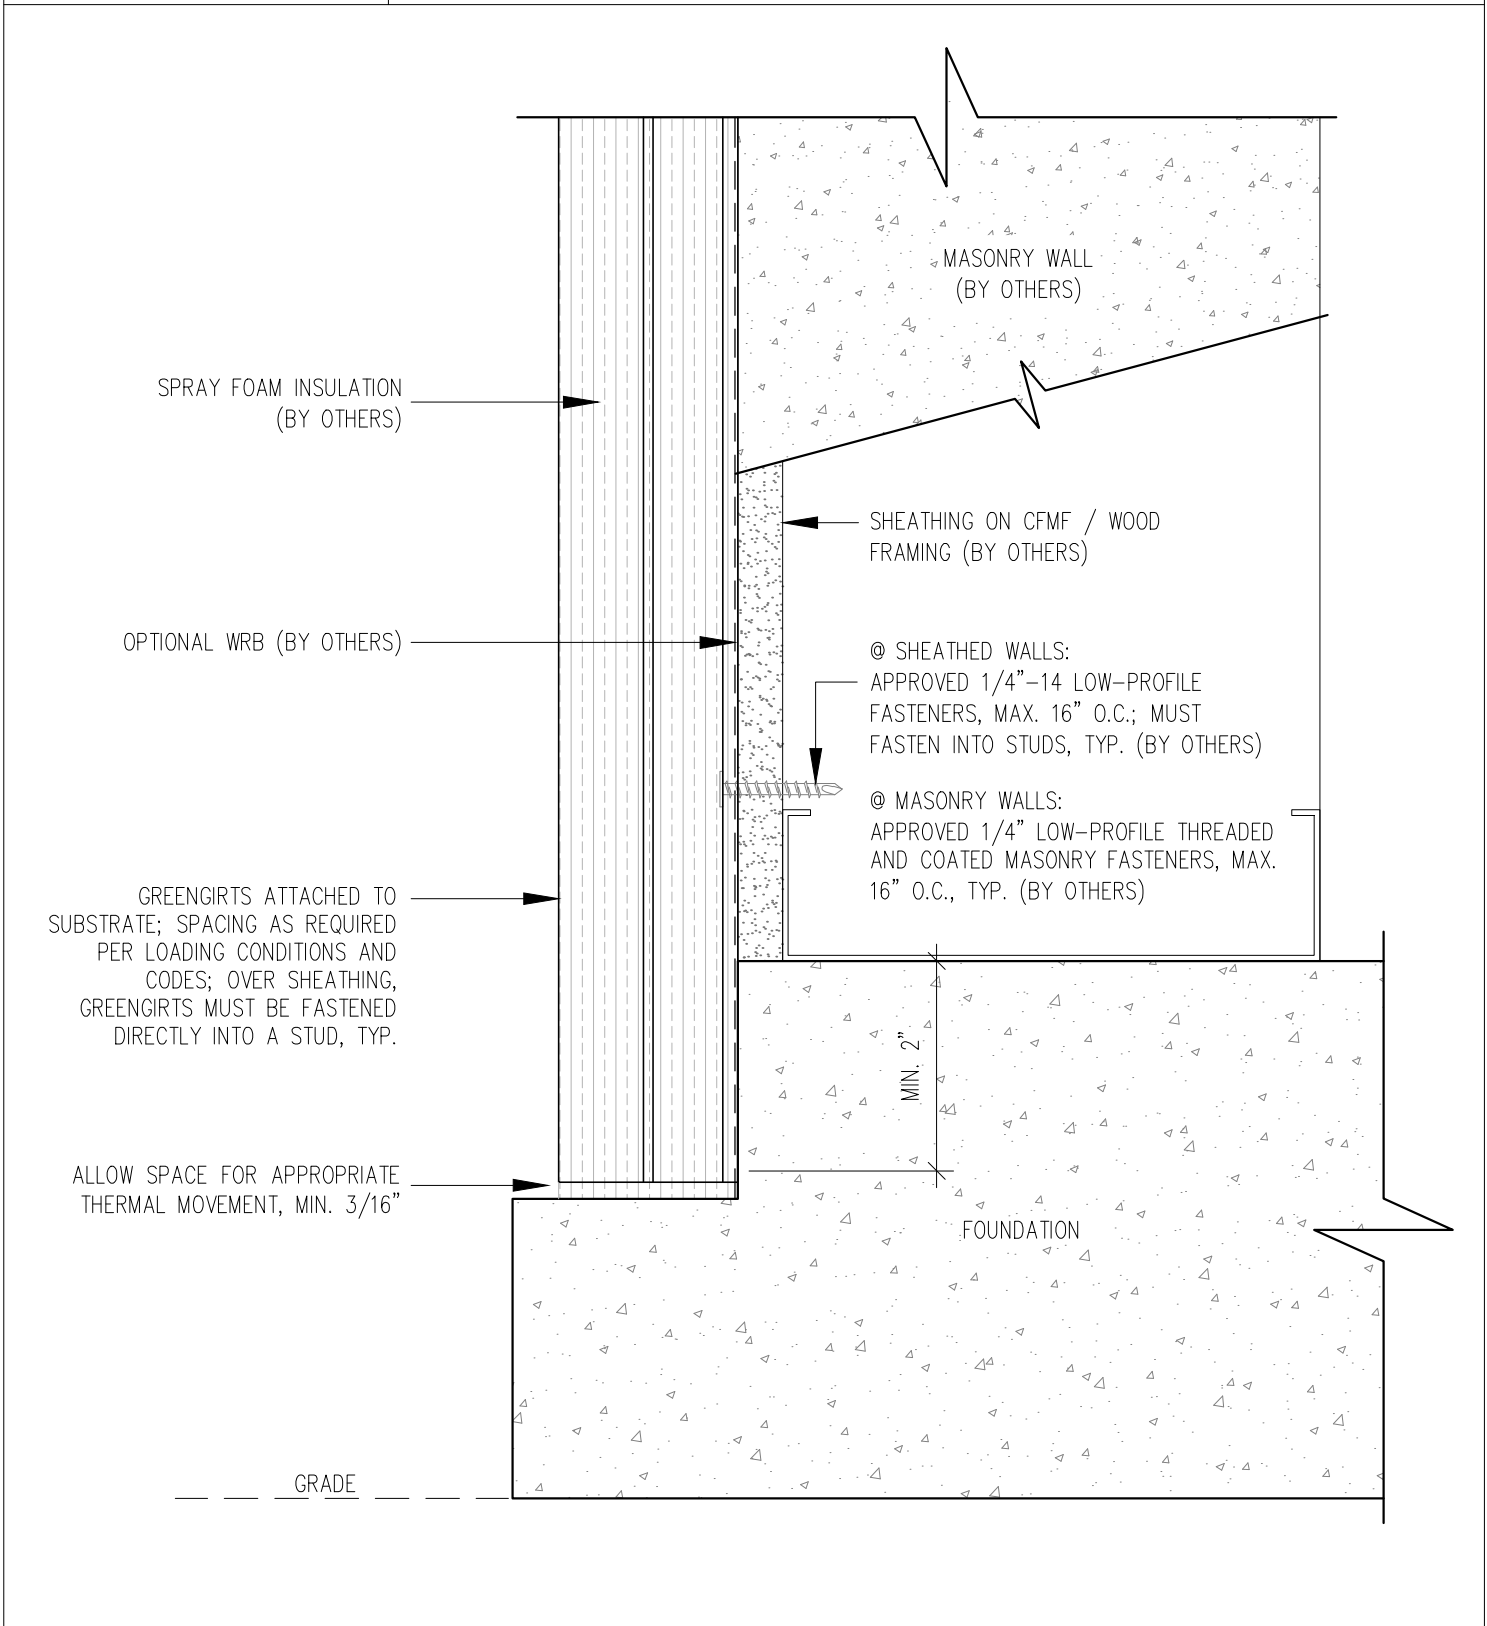 MASONRY WALL
(BY OTHERS)
SPRAY FOAM INSULATION
(BY OTHERS)
SHEATHING ON CFMF / WOOD
FRAMING (BY OTHERS)
OPTIONAL WRB (BY OTHERS)
@ SHEATHED WALLS:
APPROVED 1/4”-14 LOW-PROFILE
FASTENERS, MAX. 16” O.C.; MUST
FASTEN INTO STUDS, TYP. (BY OTHERS)
@ MASONRY WALLS:
APPROVED 1/4” LOW-PROFILE THREADED
AND COATED MASONRY FASTENERS, MAX.
16” O.C., TYP. (BY OTHERS)
GREENGIRTS ATTACHED TO
SUBSTRATE; SPACING AS REQUIRED
PER LOADING CONDITIONS AND
CODES; OVER SHEATHING,
GREENGIRTS MUST BE FASTENED
DIRECTLY INTO A STUD, TYP.
MIN. 2”
ALLOW SPACE FOR APPROPRIATE
THERMAL MOVEMENT, MIN. 3/16”
FOUNDATION
GRADE